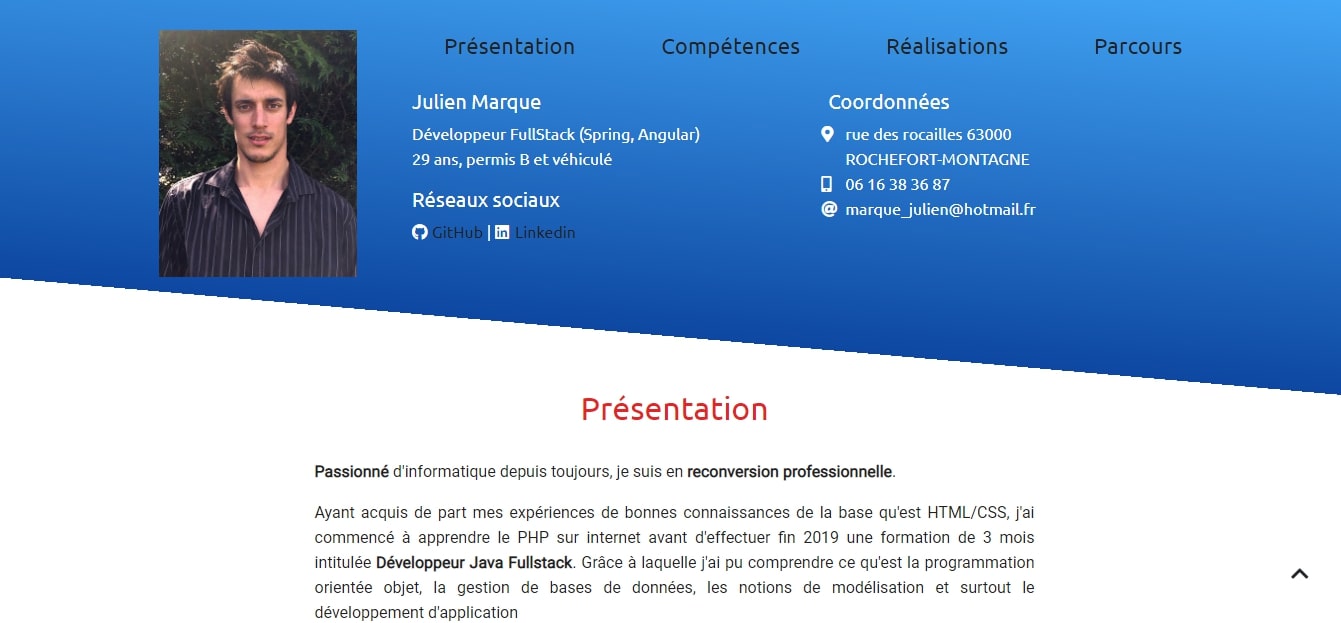 Présentation Compétences Réalisations Parcours
Julien Marque
Développeur FullStack (Spring, Angular)
29 ans, permis B et véhiculé
Réseaux sociaux
GitHub | Linkedin
Coordonnées
rue des rocailles 63000
ROCHEFORT-MONTAGNE
06 16 38 36 87
marque_julien@hotmail.fr
Présentation
Passionné d'informatique depuis toujours, je suis en reconversion professionnelle.
Ayant acquis de part mes expériences de bonnes connaissances de la base qu'est HTML/CSS, j'ai
commencé à apprendre le PHP sur internet avant d'effectuer fin 2019 une formation de 3 mois
intitulée Développeur Java Fullstack. Grâce à laquelle j'ai pu comprendre ce qu'est la programmation
orientée objet, la gestion de bases de données, les notions de modélisation et surtout le
développement d'application